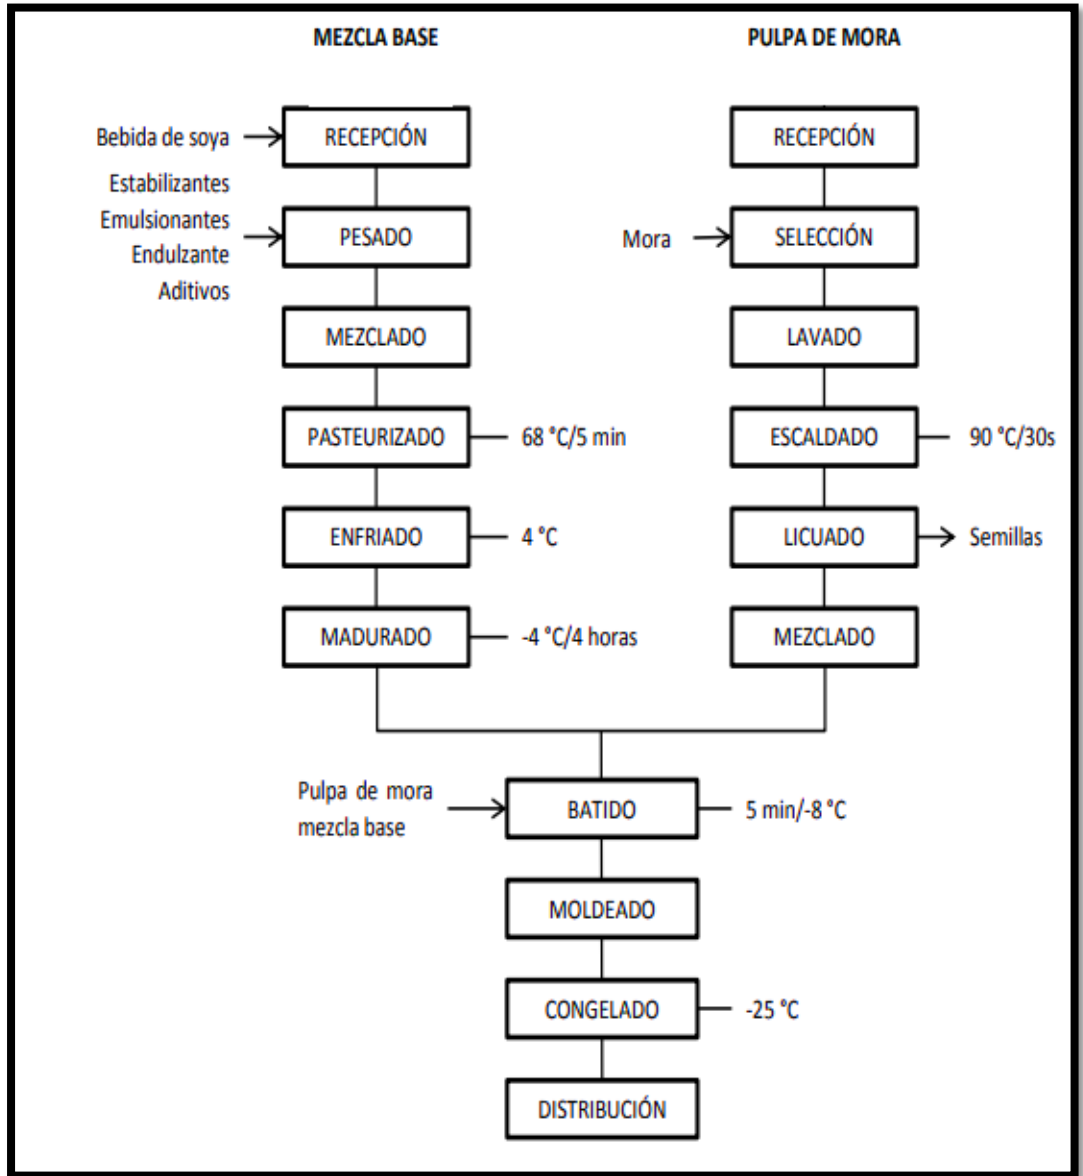 MEZCLA BASE
Bebida de soya
RECEPCIÓN
Estabilizantes
Emulsionantes
Endulzante
Aditivos
PESADO
MEZCLADO
PASTEURIZADO
68 °C/5 min
ENFRIADO
4 °C
MADURADO
-4 °C/4 horas
PULPA DE MORA
RECEPCIÓN
Mora
SELECCIÓN
LAVADO
ESCALDADO
90 °C/30s
LICUADO
Semillas
MEZCLADO
Pulpa de mora
mezcla base
BATIDO
5 min/-8 °C
MOLDEADO
CONGELADO
-25 °C
DISTRIBUCIÓN